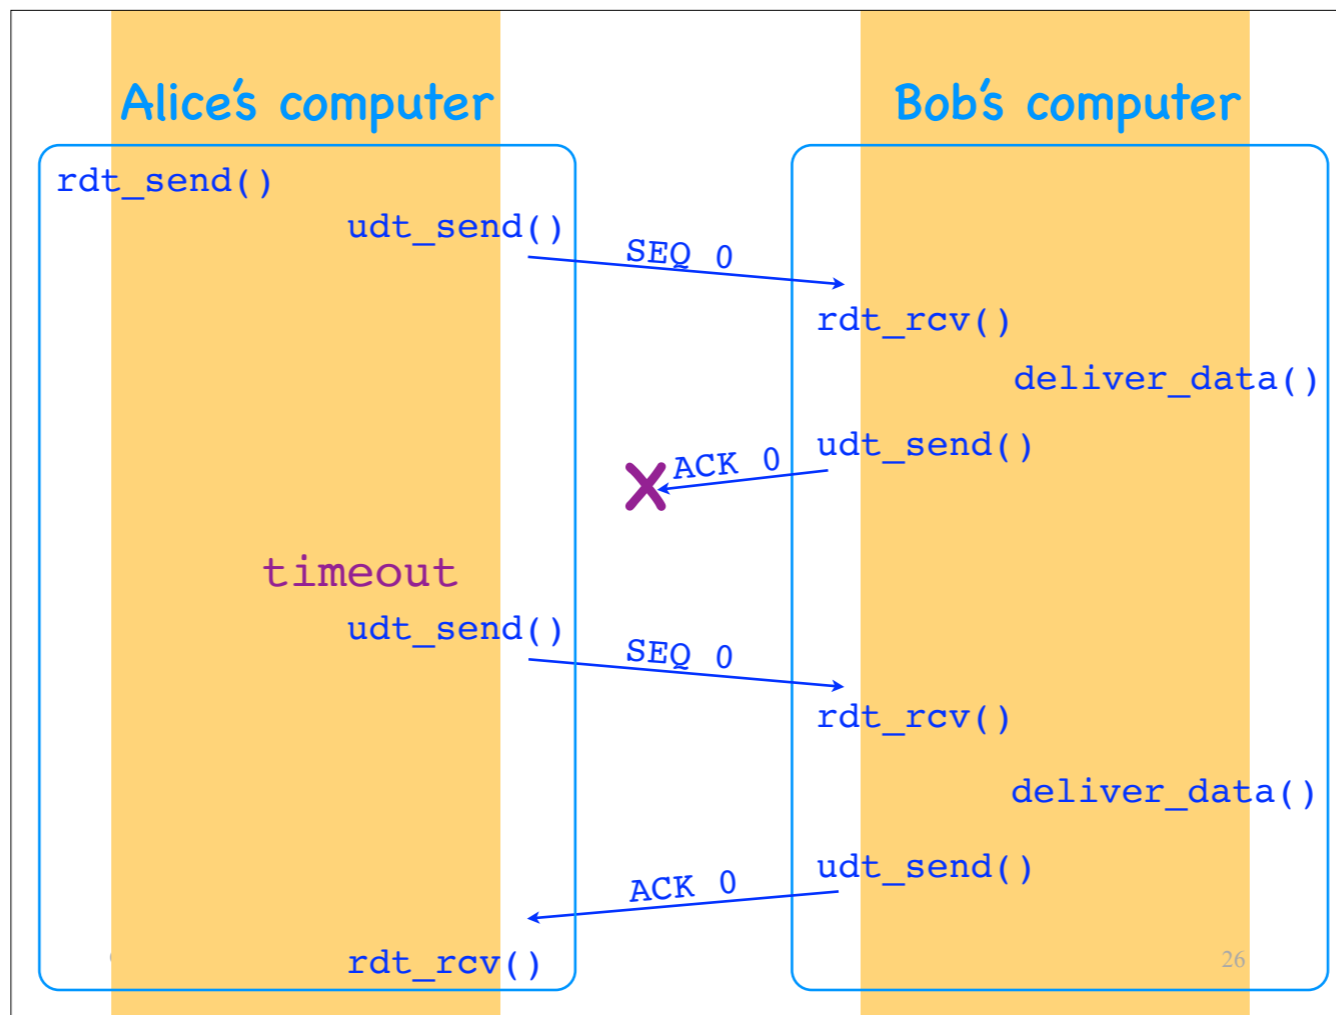 Alice's computer
Bob's computer
rdt_send()
udt_send()
SEQ 0
rdt_rcv()
deliver_data()
udt_send()
ACK 0
X
timeout
udt_send()
SEQ 0
rdt_rcv()
deliver_data()
udt_send()
ACK 0
rdt_rcv()
26